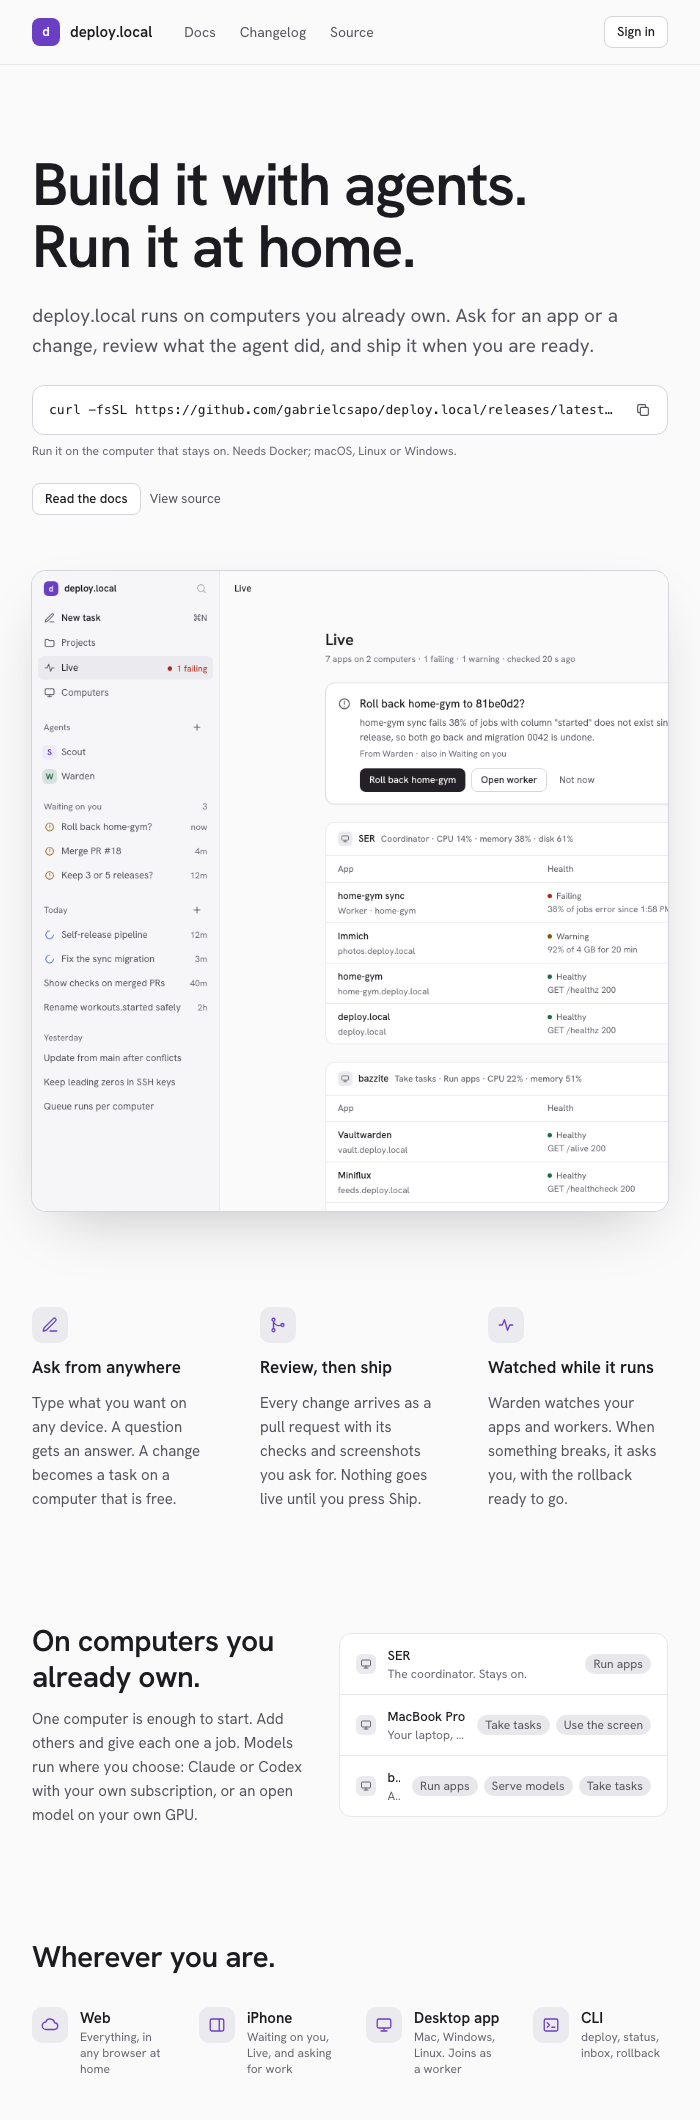 d deploy.local Docs Changelog Source Sign in
Build it with agents.
Run it at home.
deploy.local runs on computers you already own. Ask for an app or a
change, review what the agent did, and ship it when you are ready.
curl -fsSL https://github.com/gabrielcsapo/deploy.local/releases/latest…
Run it on the computer that stays on. Needs Docker; macOS, Linux or Windows.
Read the docs View source
d deploy.local
New task ⌘N
Projects
Live 1 failing
Computers
Agents +
S Scout
W Warden
Waiting on you 3
Roll back home-gym? now
Merge PR #18 4m
Keep 3 or 5 releases? 12m
Today +
Self-release pipeline 12m
Fix the sync migration 3m
Show checks on merged PRs 40m
Rename workouts.started safely 2h
Yesterday
Update from main after conflicts
Keep leading zeros in SSH keys
Queue runs per computer
Live
Live
7 apps on 2 computers · 1 failing · 1 warning · checked 20 s ago
Roll back home-gym to 81be0d2?
home-gym sync fails 38% of jobs with column "started" does not exist sin
release, so both go back and migration 0042 is undone.
From Warden · also in Waiting on you
Roll back home-gym Open worker Not now
SER Coordinator · CPU 14% · memory 38% · disk 61%
App Health
home-gym sync Failing
Worker · home-gym 38% of jobs error since 1:58 PM
Immich Warning
photos.deploy.local 92% of 4 GB for 20 min
home-gym Healthy
home-gym.deploy.local GET /healthz 200
deploy.local Healthy
deploy.local GET /healthz 200
bazzite Take tasks · Run apps · CPU 22% · memory 51%
App Health
Vaultwarden Healthy
vault.deploy.local GET /alive 200
Miniflux Healthy
feeds.deploy.local GET /healthcheck 200
Ask from anywhere
Type what you want on
any device. A question
gets an answer. A change
becomes a task on a
computer that is free.
Review, then ship
Every change arrives as a
pull request with its
checks and screenshots
you ask for. Nothing goes
live until you press Ship.
Watched while it runs
Warden watches your
apps and workers. When
something breaks, it asks
you, with the rollback
ready to go.
On computers you
already own.
One computer is enough to start. Add
others and give each one a job. Models
run where you choose: Claude or Codex
with your own subscription, or an open
model on your own GPU.
SER
The coordinator. Stays on.
Run apps
MacBook Pro
Your laptop, …
Take tasks Use the screen
b..
A..
Run apps Serve models Take tasks
Wherever you are.
Web
Everything, in
any browser at
home
iPhone
Waiting on you,
Live, and asking
for work
Desktop app
Mac, Windows,
Linux. Joins as
a worker
CLI
deploy, status,
inbox, rollback